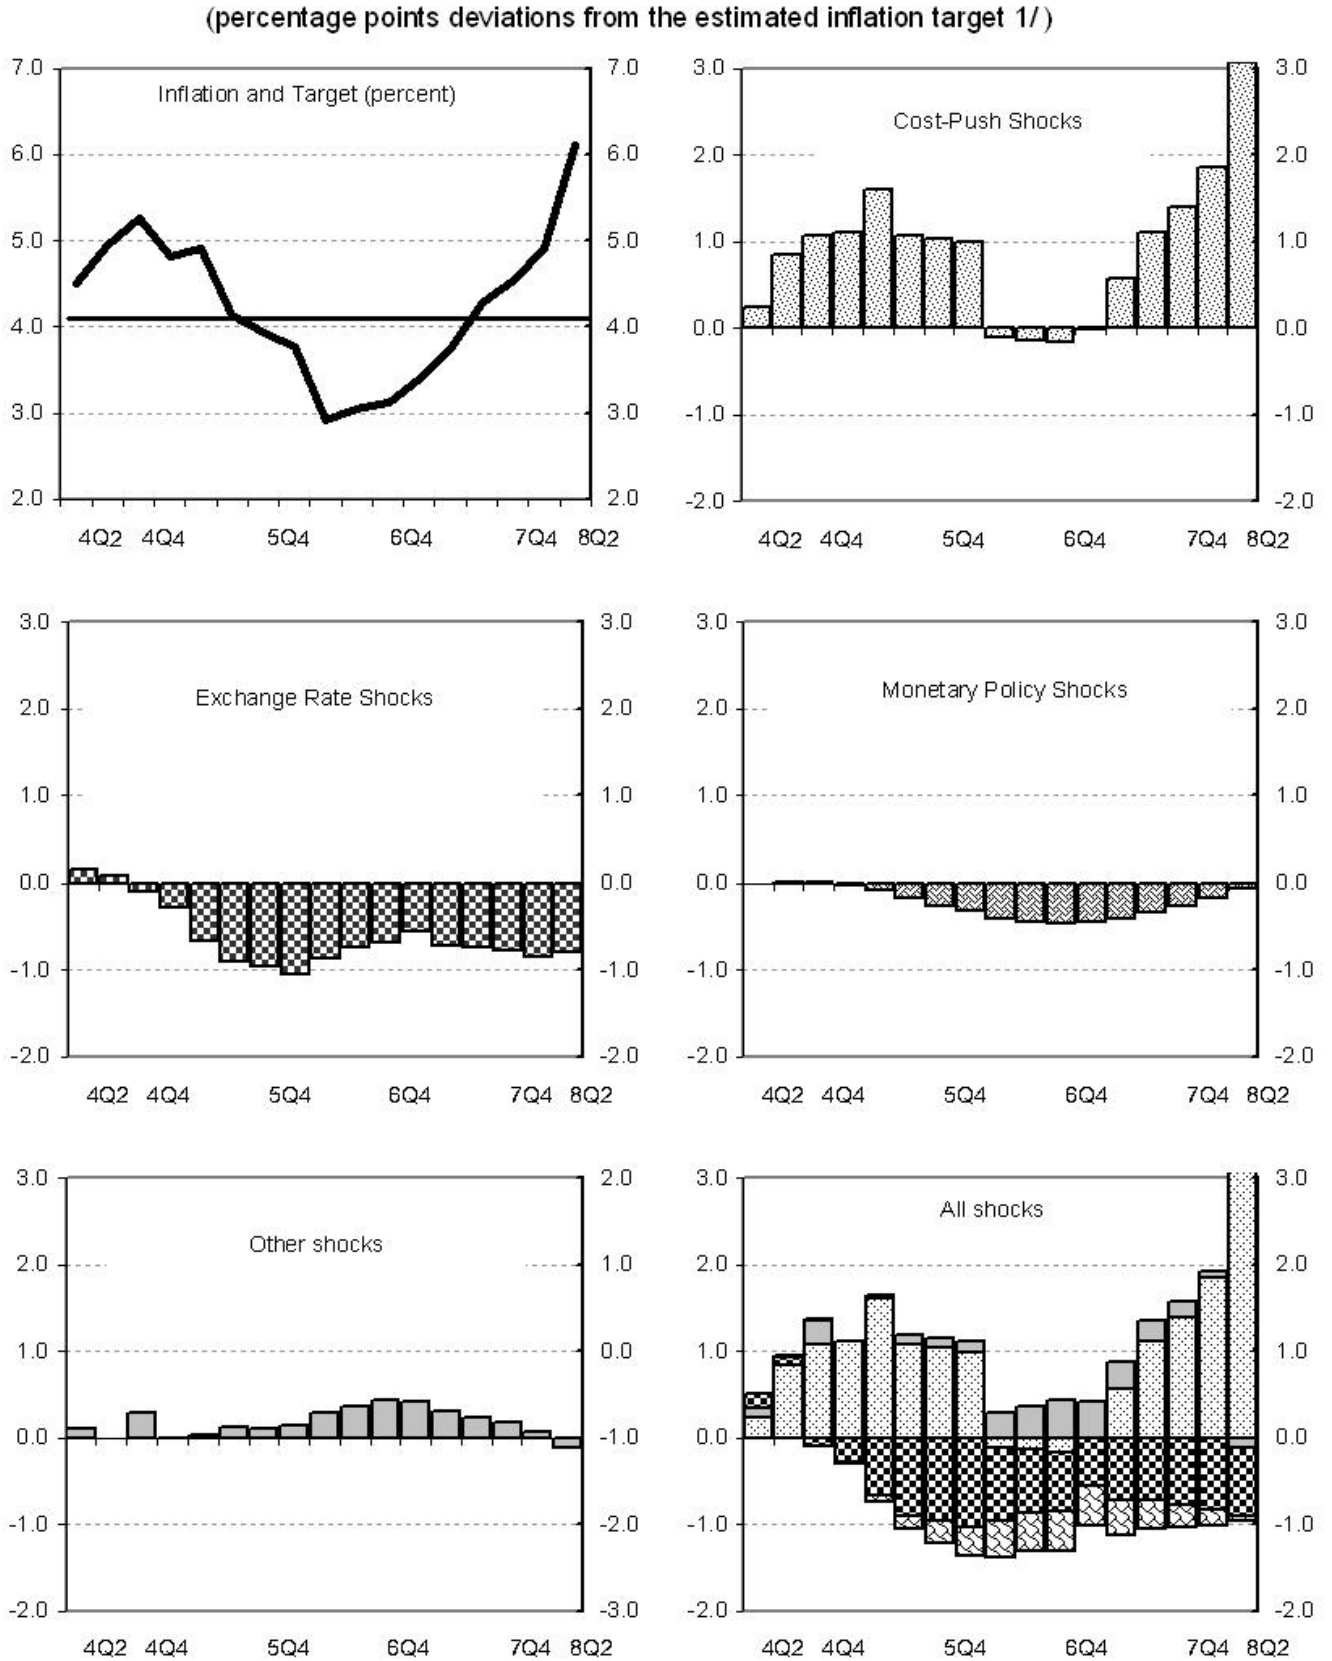 (percentage points deviations from the estimated inflation target 1/)
Inflation and Target (percent)
7.0 7.0
6.0 6.0
5.0 5.0
4.0 4.0
3.0 3.0
2.0 2.0
4Q2 4Q4 5Q4 6Q4 7Q4 8Q2
Cost-Push Shocks
3.0 3.0
2.0 2.0
1.0 1.0
0.0 0.0
-1.0 -1.0
-2.0 -2.0
4Q2 4Q4 5Q4 6Q4 7Q4 8Q2
Exchange Rate Shocks
3.0 3.0
2.0 2.0
1.0 1.0
0.0 0.0
-1.0 -1.0
-2.0 -2.0
4Q2 4Q4 5Q4 6Q4 7Q4 8Q2
Monetary Policy Shocks
3.0 3.0
2.0 2.0
1.0 1.0
0.0 0.0
-1.0 -1.0
-2.0 -2.0
4Q2 4Q4 5Q4 6Q4 7Q4 8Q2
Other shocks
3.0 2.0
2.0 1.0
1.0 0.0
0.0 -1.0
-1.0 -2.0
-2.0 -3.0
4Q2 4Q4 5Q4 6Q4 7Q4 8Q2
All shocks
3.0 3.0
2.0 2.0
1.0 1.0
0.0 0.0
-1.0 -1.0
-2.0 -2.0
4Q2 4Q4 5Q4 6Q4 7Q4 8Q2